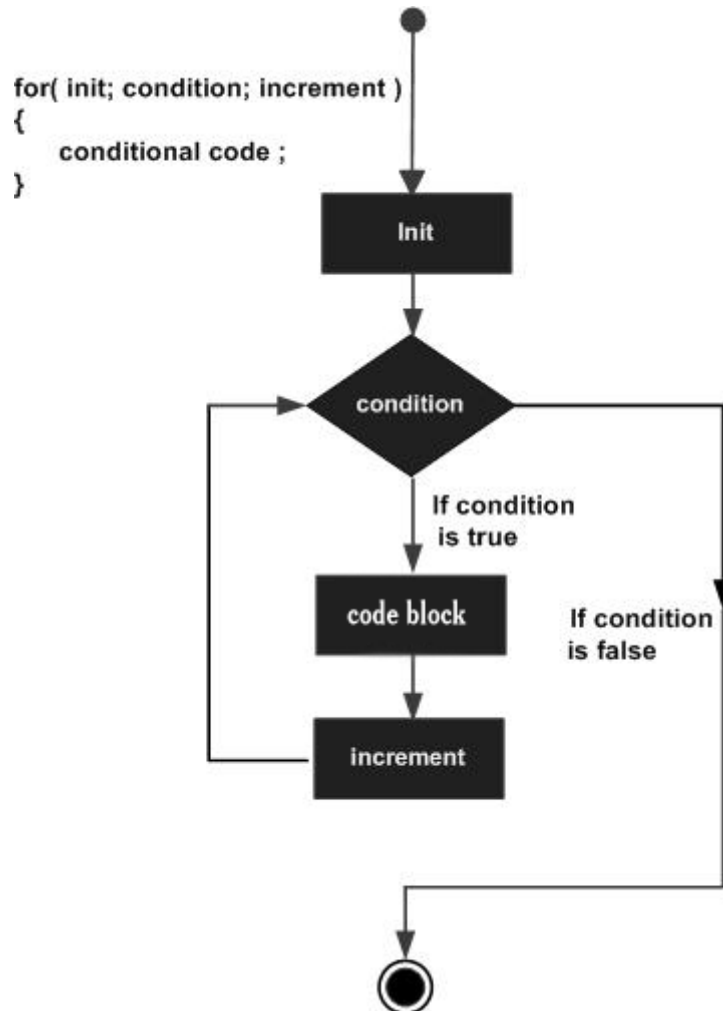 for( init; condition; increment )
{
conditional code ;
}
Init
condition
If condition
is true
code block
If condition
is false
increment